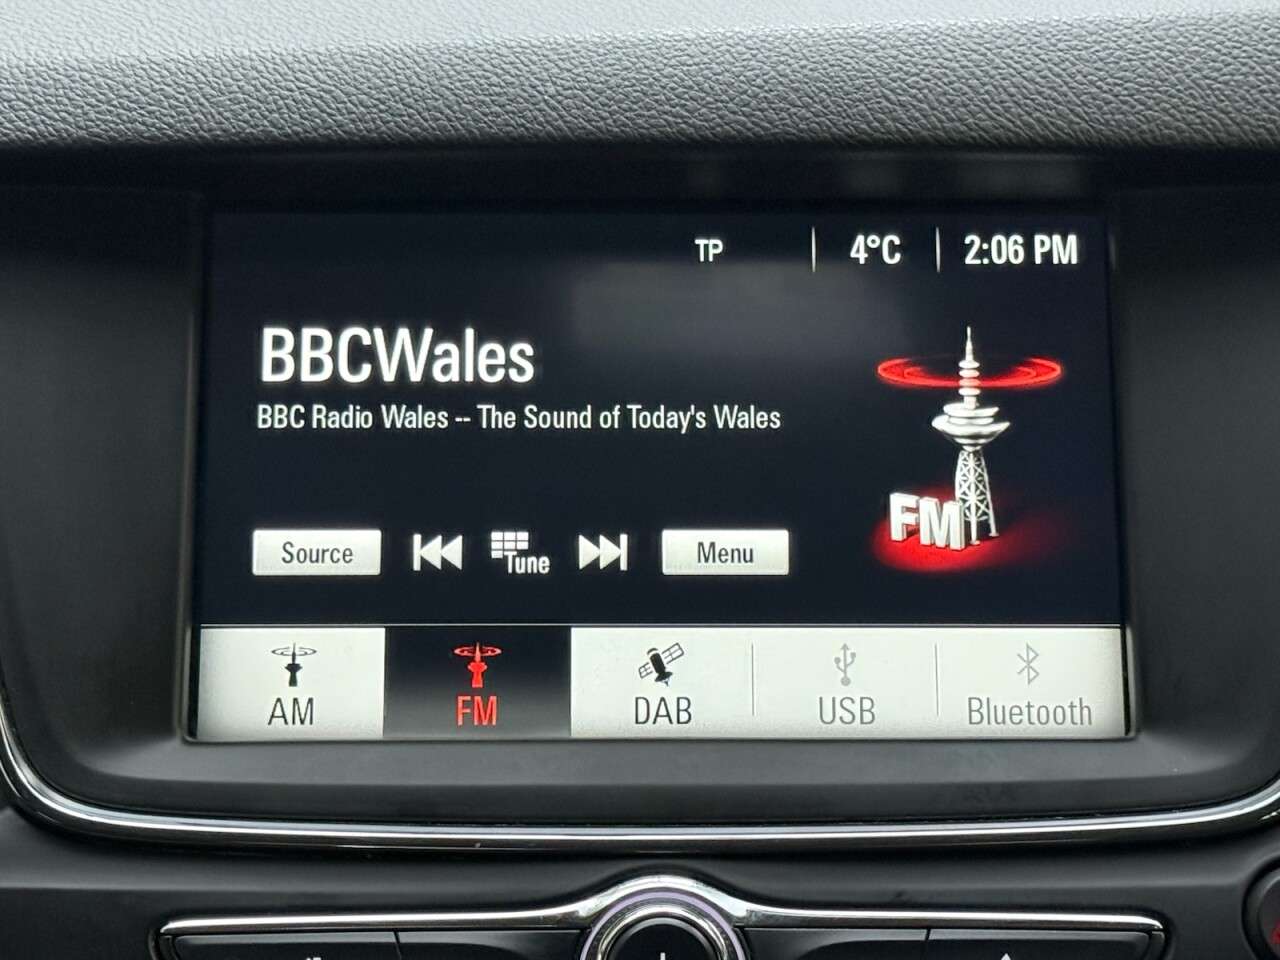 TP 4°C 2:06 PM
BBCWales
BBC Radio Wales -- The Sound of Today's Wales
FM
Source Tune Menu
AM FM DAB USB Bluetooth